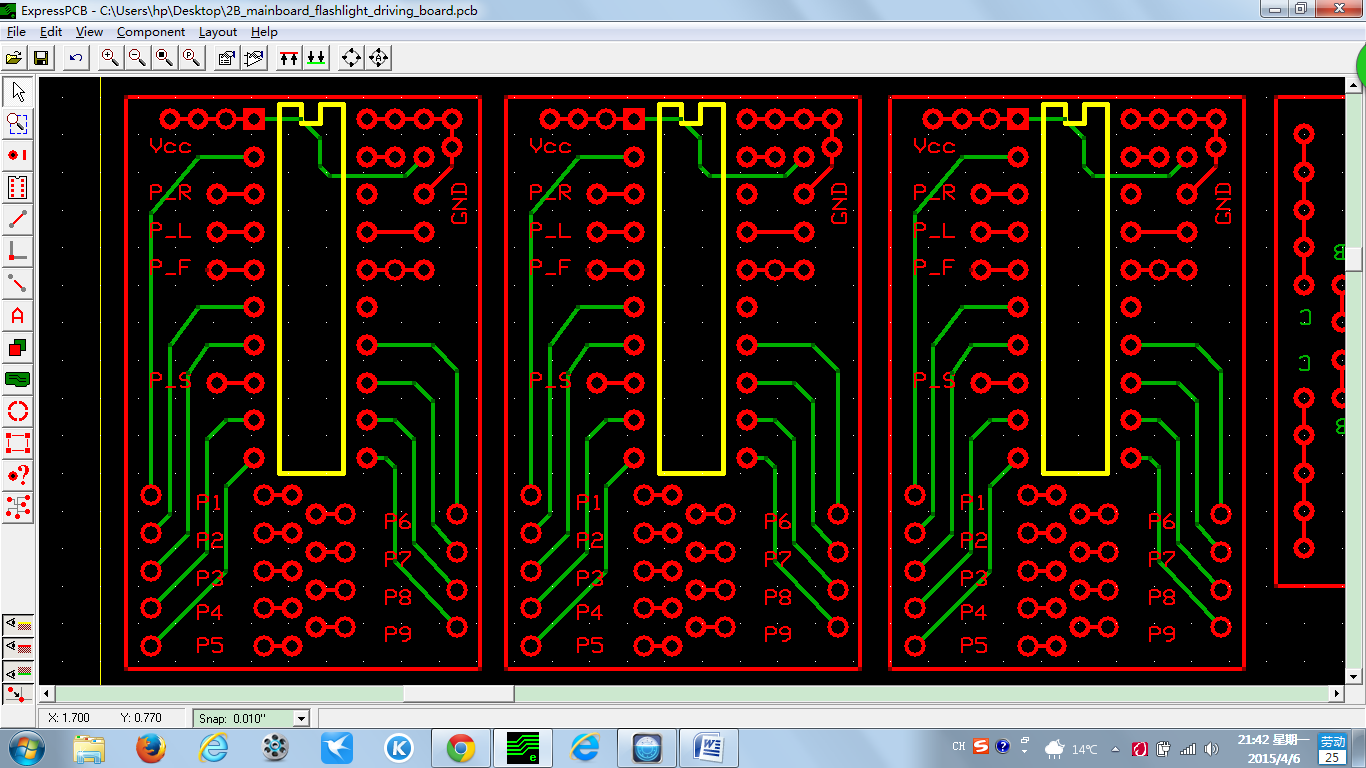 ExpressPCB - C:\Users\hp\Desktop\2B_mainboard_flashlight_driving_board.pcb
File Edit View Component Layout Help
Vcc Vcc Vcc
P_R GND P_R GND P_R GND
P_L P_L P_L
B
P_F P_F P_F
C
C
P_S P_S P_S
B
P1 P1 P1
P6 P6 P6
P2 P2 P2
P7 P7 P7
P3 P3 P3
P8 P8 P8
P4 P4 P4
P9 P9 P9
P5 P5 P5
X: 1.700 Y: 0.770 Snap: 0.010"
CH 14°C 21:42 星期一 劳动
2015/4/6 25